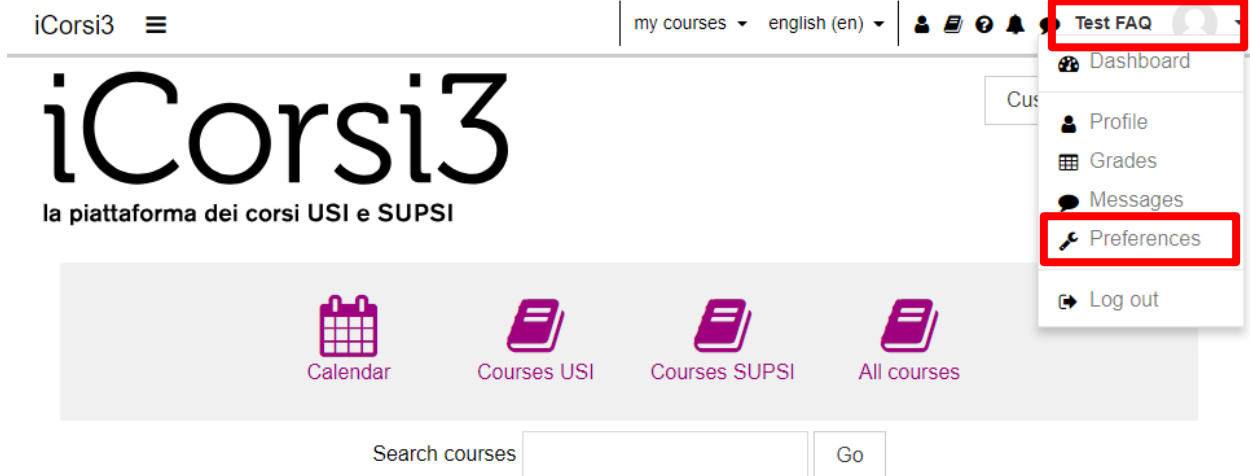 iCorsi3 my courses english (en) Test FAQ
Dashboard
iCorsi3
la piattaforma dei corsi USI e SUPSI
Cus
Profile
Grades
Messages
Preferences
Log out
Calendar Courses USI Courses SUPSI All courses
Search courses Go